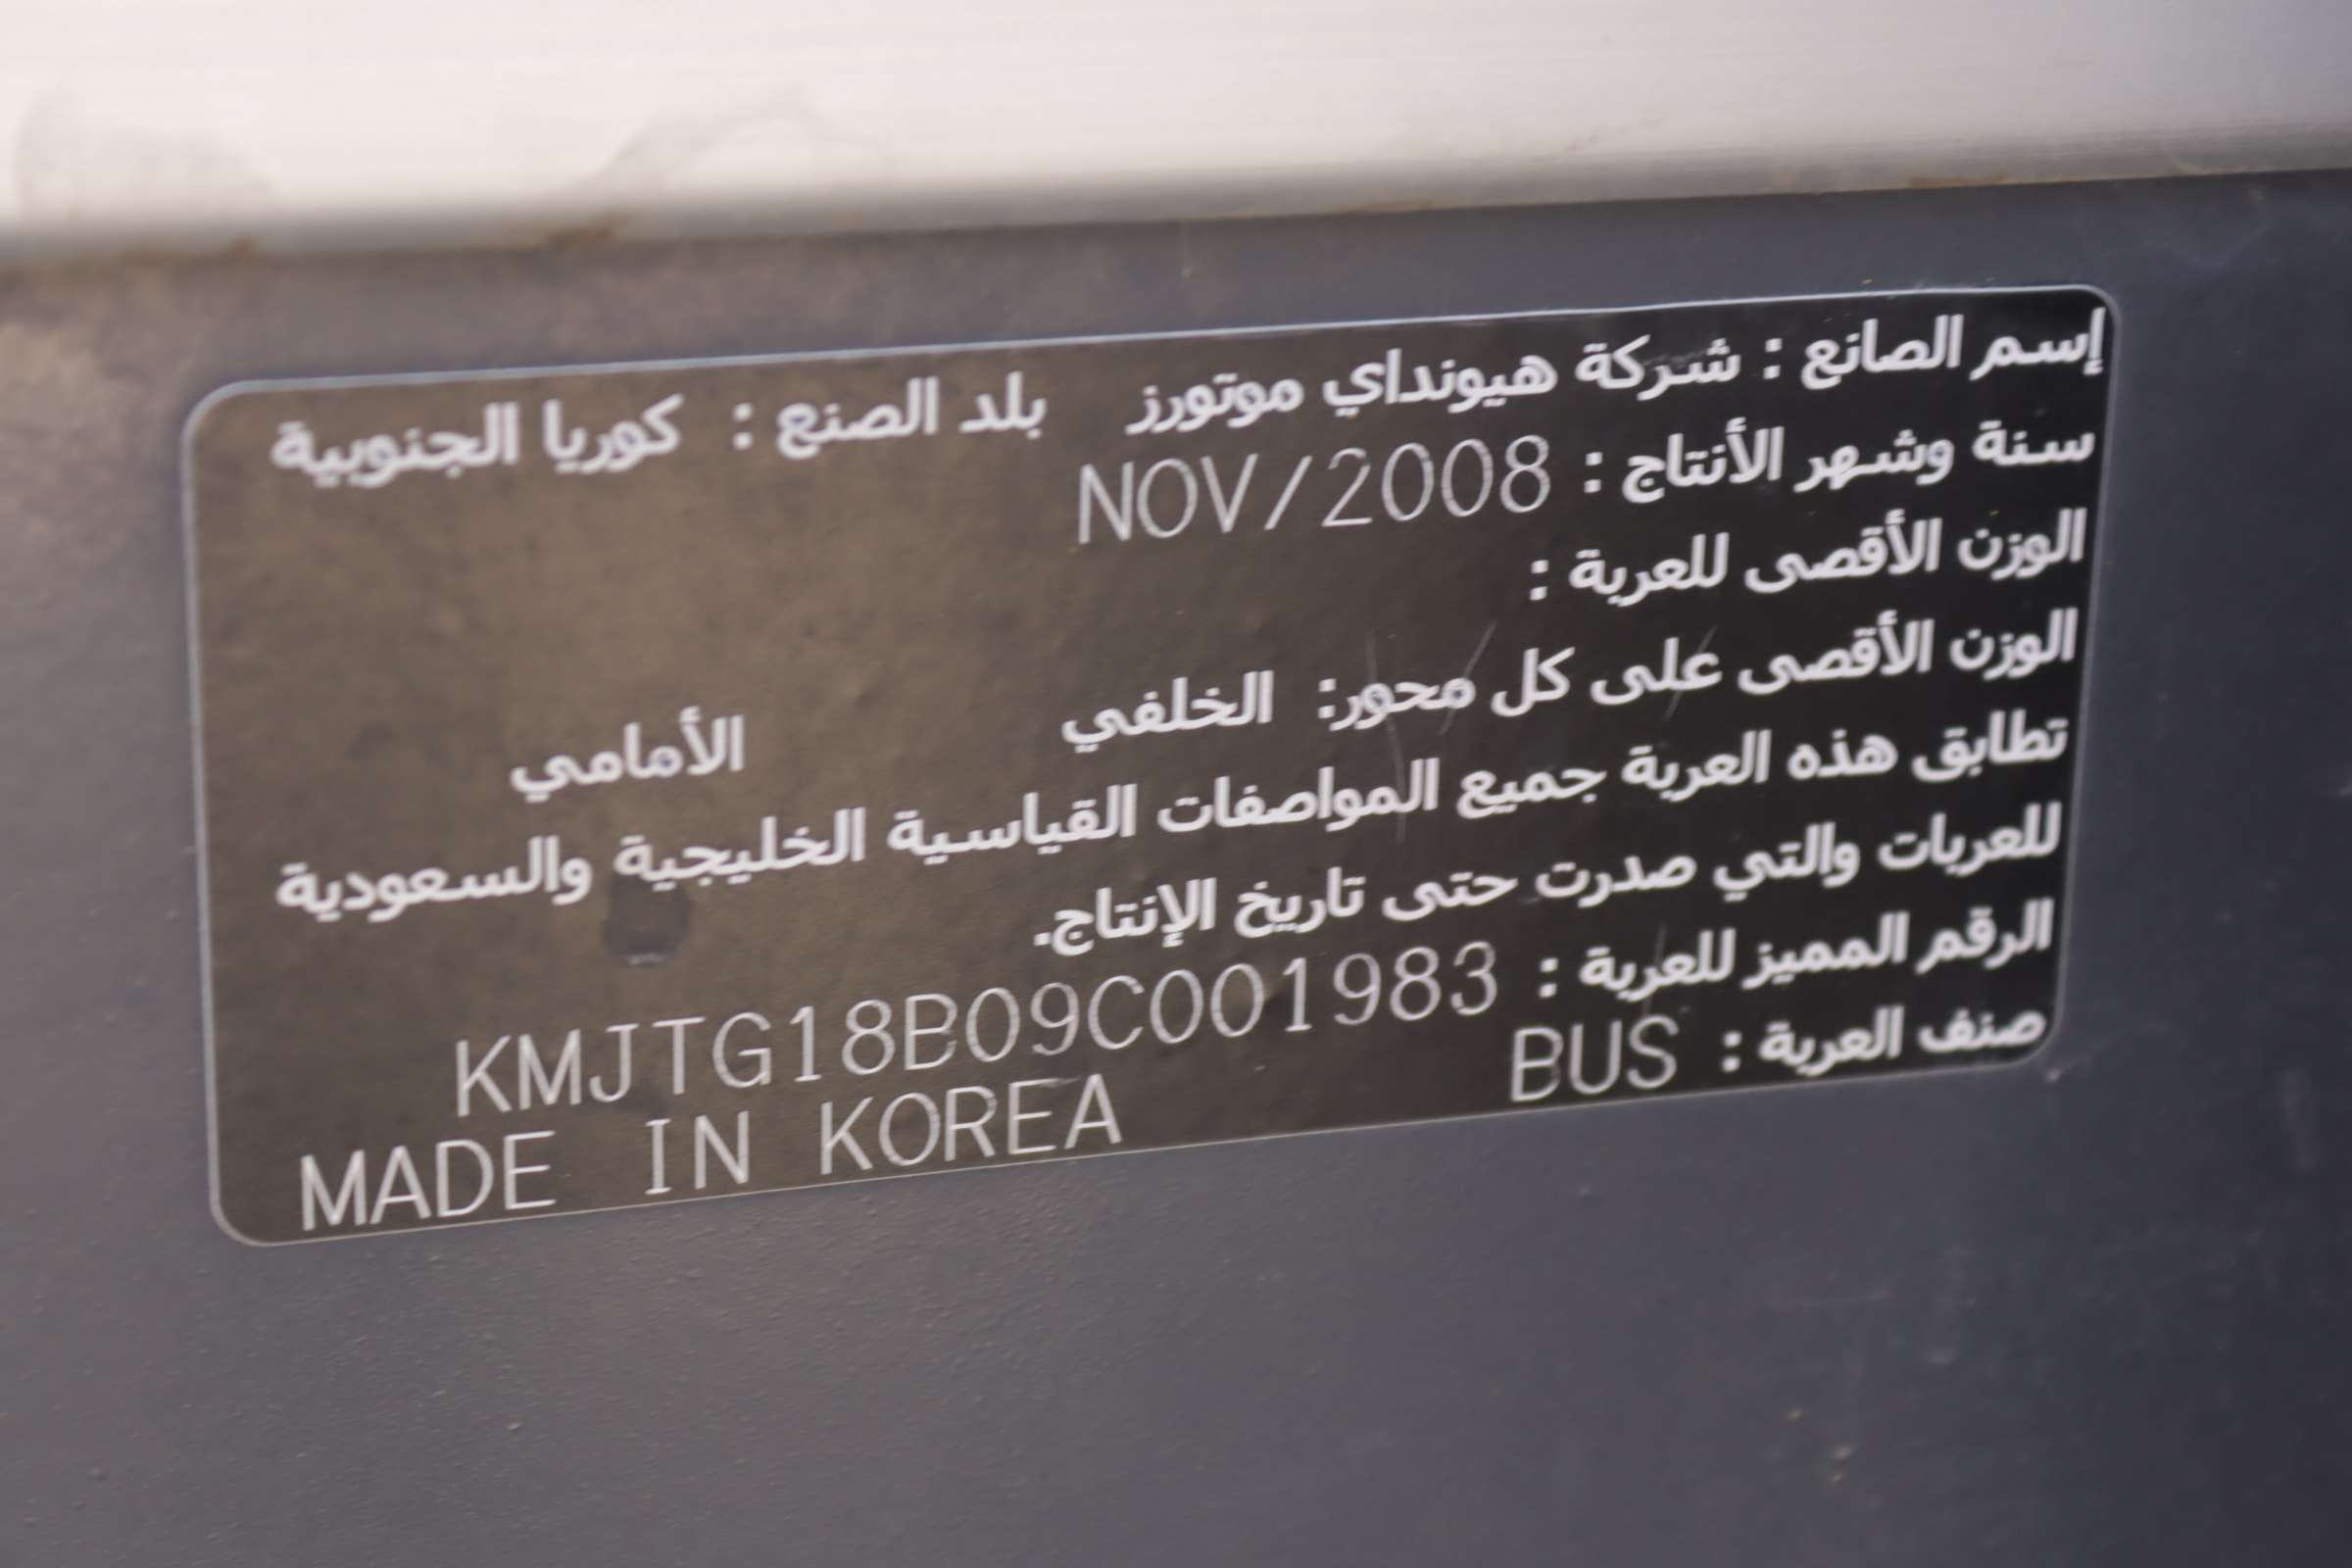 إسم الصانع : شركة هيونداي موتورز بلد الصنع : كوريا الجنوبية
سنة وشهر الأنتاج : NOV/2008
الوزن الأقصى للعربة :
الوزن الأقصى على كل محور: الخلفي الأمامي
تطابق هذه العربة جميع المواصفات القياسية الخليجية والسعودية
للعربات والتي صدرت حتى تاريخ الإنتاج.
الرقم المميز للعربة : KMJTG18B09C001983
صنف العربة : BUS MADE IN KOREA